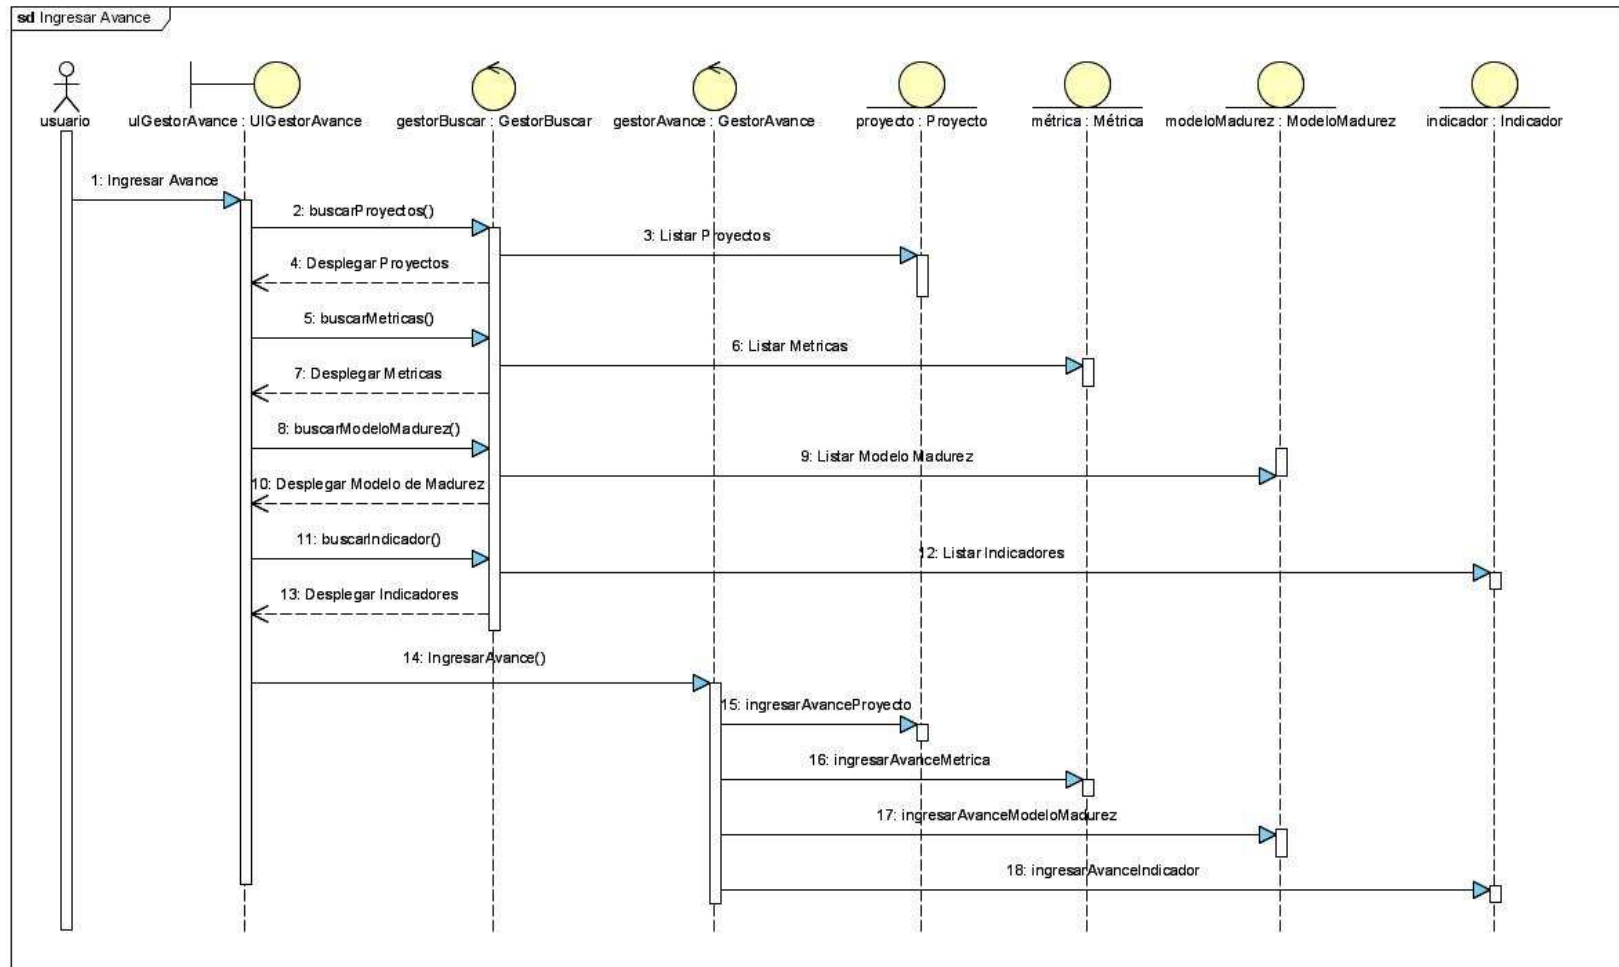 sd Ingresar Avance
usuario
uIGestorAvance : UIGestorAvance
gestorBuscar : GestorBuscar
gestorAvance : GestorAvance
proyecto : Proyecto
métrica : Métrica
modeloMadurez : ModeloMadurez
indicador : Indicador
1: Ingresar Avance
2: buscarProyectos()
3: Listar Proyectos
4: Desplegar Proyectos
5: buscarMetricas()
6: Listar Metricas
7: Desplegar Metricas
8: buscarModeloMadurez()
9: Listar Modelo Madurez
10: Desplegar Modelo de Madurez
11: buscarIndicador()
12: Listar Indicadores
13: Desplegar Indicadores
14: IngresarAvance()
15: ingresarAvanceProyecto
16: ingresarAvanceMetrica
17: ingresarAvanceModeloMadurez
18: ingresarAvanceIndicador